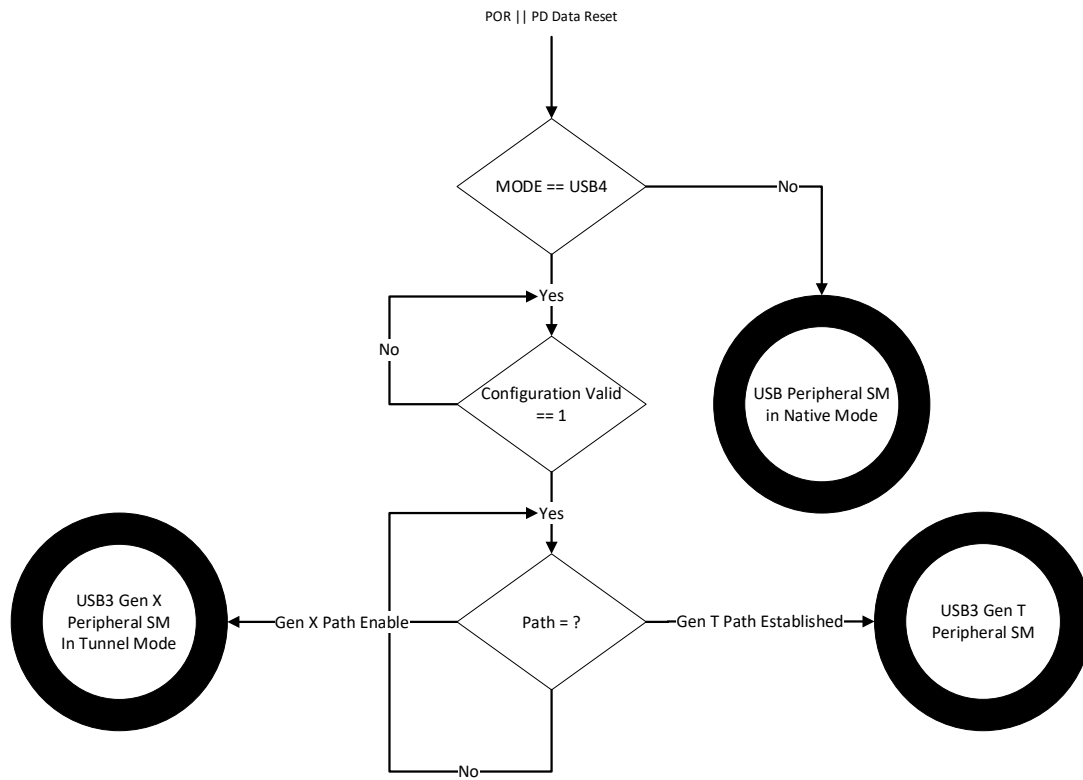 POR || PD Data Reset
MODE == USB4
No
Yes
No
Configuration Valid
== 1
USB Peripheral SM
in Native Mode
Yes
USB3 Gen X
Peripheral SM
In Tunnel Mode
Gen X Path Enable
Path = ?
Gen T Path Established
USB3 Gen T
Peripheral SM
No